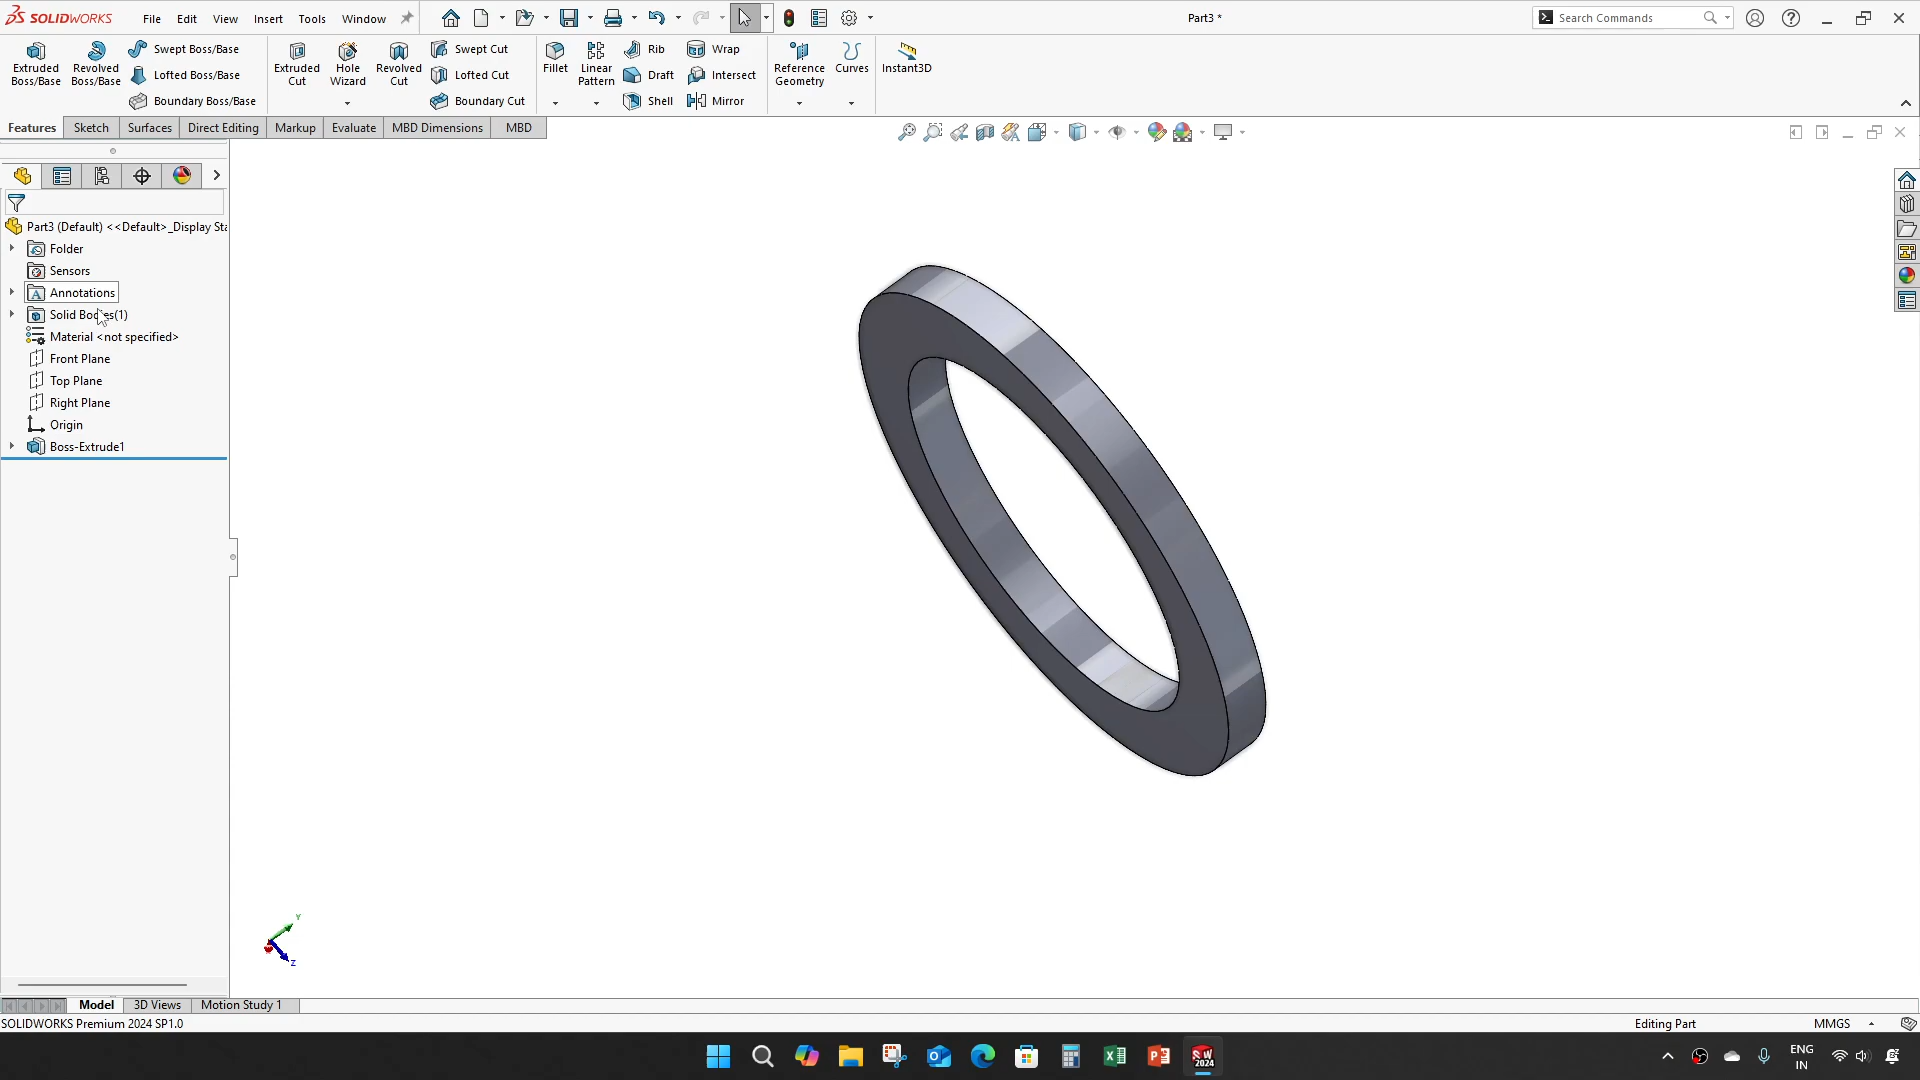 SOLIDWORKS File Edit View Insert Tools Window Part3 * Search Commands
Extruded Boss/Base
Revolved Boss/Base
Swept Boss/Base
Lofted Boss/Base
Boundary Boss/Base
Extruded Cut
Hole Wizard
Revolved Cut
Swept Cut
Lofted Cut
Boundary Cut
Fillet
Linear Pattern
Rib
Draft
Shell
Wrap
Intersect
Mirror
Reference Geometry
Curves
Instant3D
Features Sketch Surfaces Direct Editing Markup Evaluate MBD Dimensions MBD
Part3 (Default) <<Default>_Display Sta
Folder
Sensors
A Annotations
Solid Bodies(1)
Material <not specified>
Front Plane
Top Plane
Right Plane
Origin
Boss-Extrude1
Y
Z
Model 3D Views Motion Study 1
SOLIDWORKS Premium 2024 SP1.0 Editing Part MMGS
SW 2024
ENG
IN